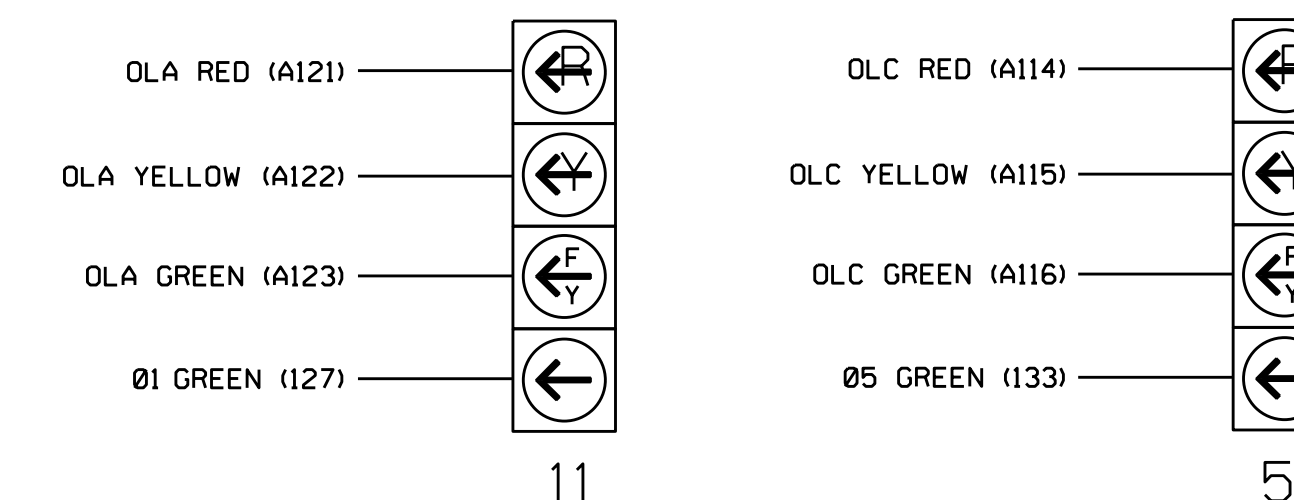 OLA RED (A121)
R
OLA YELLOW (A122)
Y
OLA GREEN (A123)
F
Y
Ø1 GREEN (127)
11
OLC RED (A114)
OLC YELLOW (A115)
OLC GREEN (A116)
Ø5 GREEN (133)
5